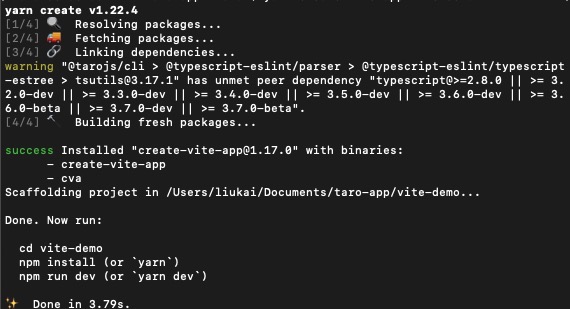 yarn create v1.22.4
[1/4] 🔍 Resolving packages...
[2/4] 🚚 Fetching packages...
[3/4] 🔗 Linking dependencies...
warning "@tarojs/cli > @typescript-eslint/parser > @typescript-eslint/typescript
-estree > tsutils@3.17.1" has unmet peer dependency "typescript@>=2.8.0 || >= 3.
2.0-dev || >= 3.3.0-dev || >= 3.4.0-dev || >= 3.5.0-dev || >= 3.6.0-dev || >= 3.
6.0-beta || >= 3.7.0-dev || >= 3.7.0-beta".
[4/4] 🔨 Building fresh packages...
success Installed "create-vite-app@1.17.0" with binaries:
- create-vite-app
- cva
Scaffolding project in /Users/liukai/Documents/taro-app/vite-demo...
Done. Now run:
cd vite-demo
npm install (or `yarn`)
npm run dev (or `yarn dev`)
✨ Done in 3.79s.